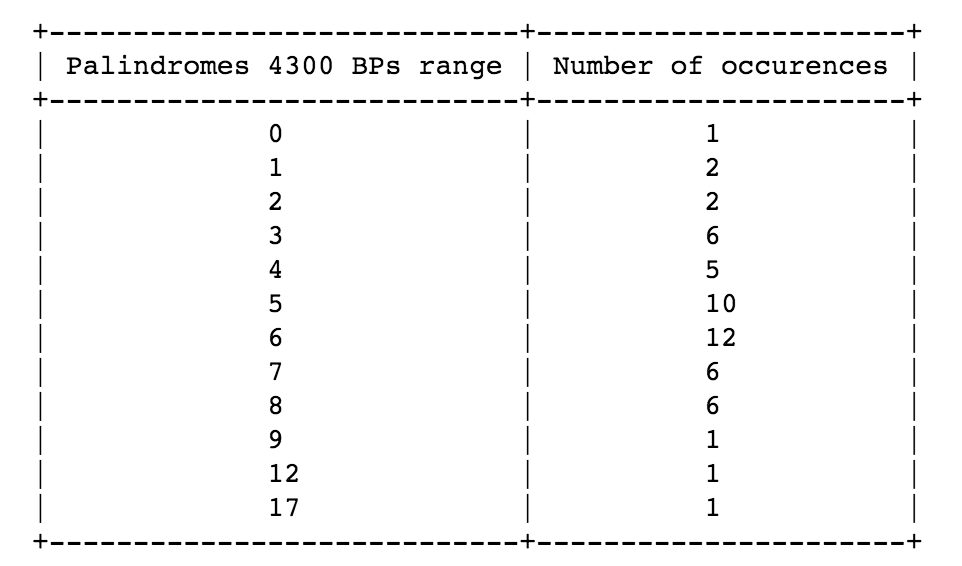 +----------------------------+----------------------+
| Palindromes 4300 BPs range | Number of occurences |
+----------------------------+----------------------+
|             0              |          1           |
|             1              |          2           |
|             2              |          2           |
|             3              |          6           |
|             4              |          5           |
|             5              |          10          |
|             6              |          12          |
|             7              |          6           |
|             8              |          6           |
|             9              |          1           |
|             12             |          1           |
|             17             |          1           |
+----------------------------+----------------------+